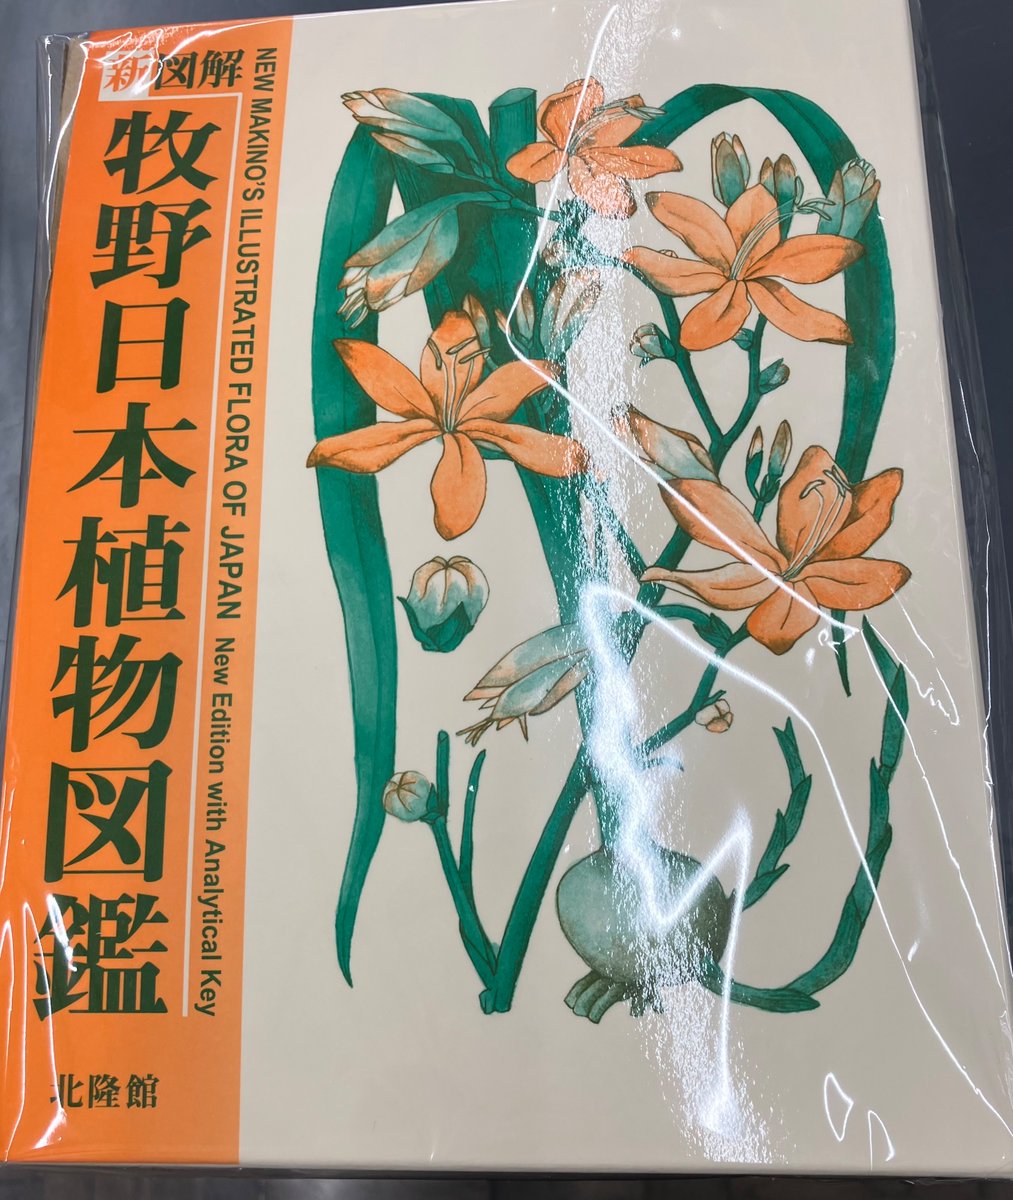 新図解
牧野日本植物図鑑
NEW MAKINO'S ILLUSTRATED FLORA OF JAPAN New Edition with Analytical Key
北隆館